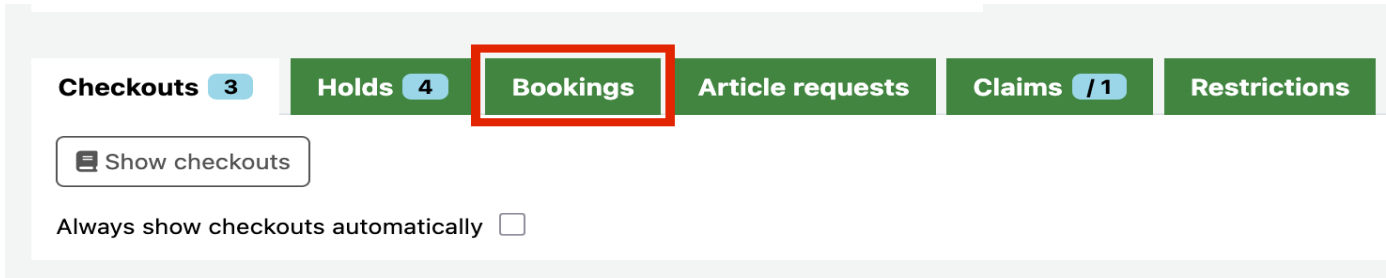 Checkouts 3 Holds 4 Bookings Article requests Claims / 1 Restrictions
Show checkouts
Always show checkouts automatically